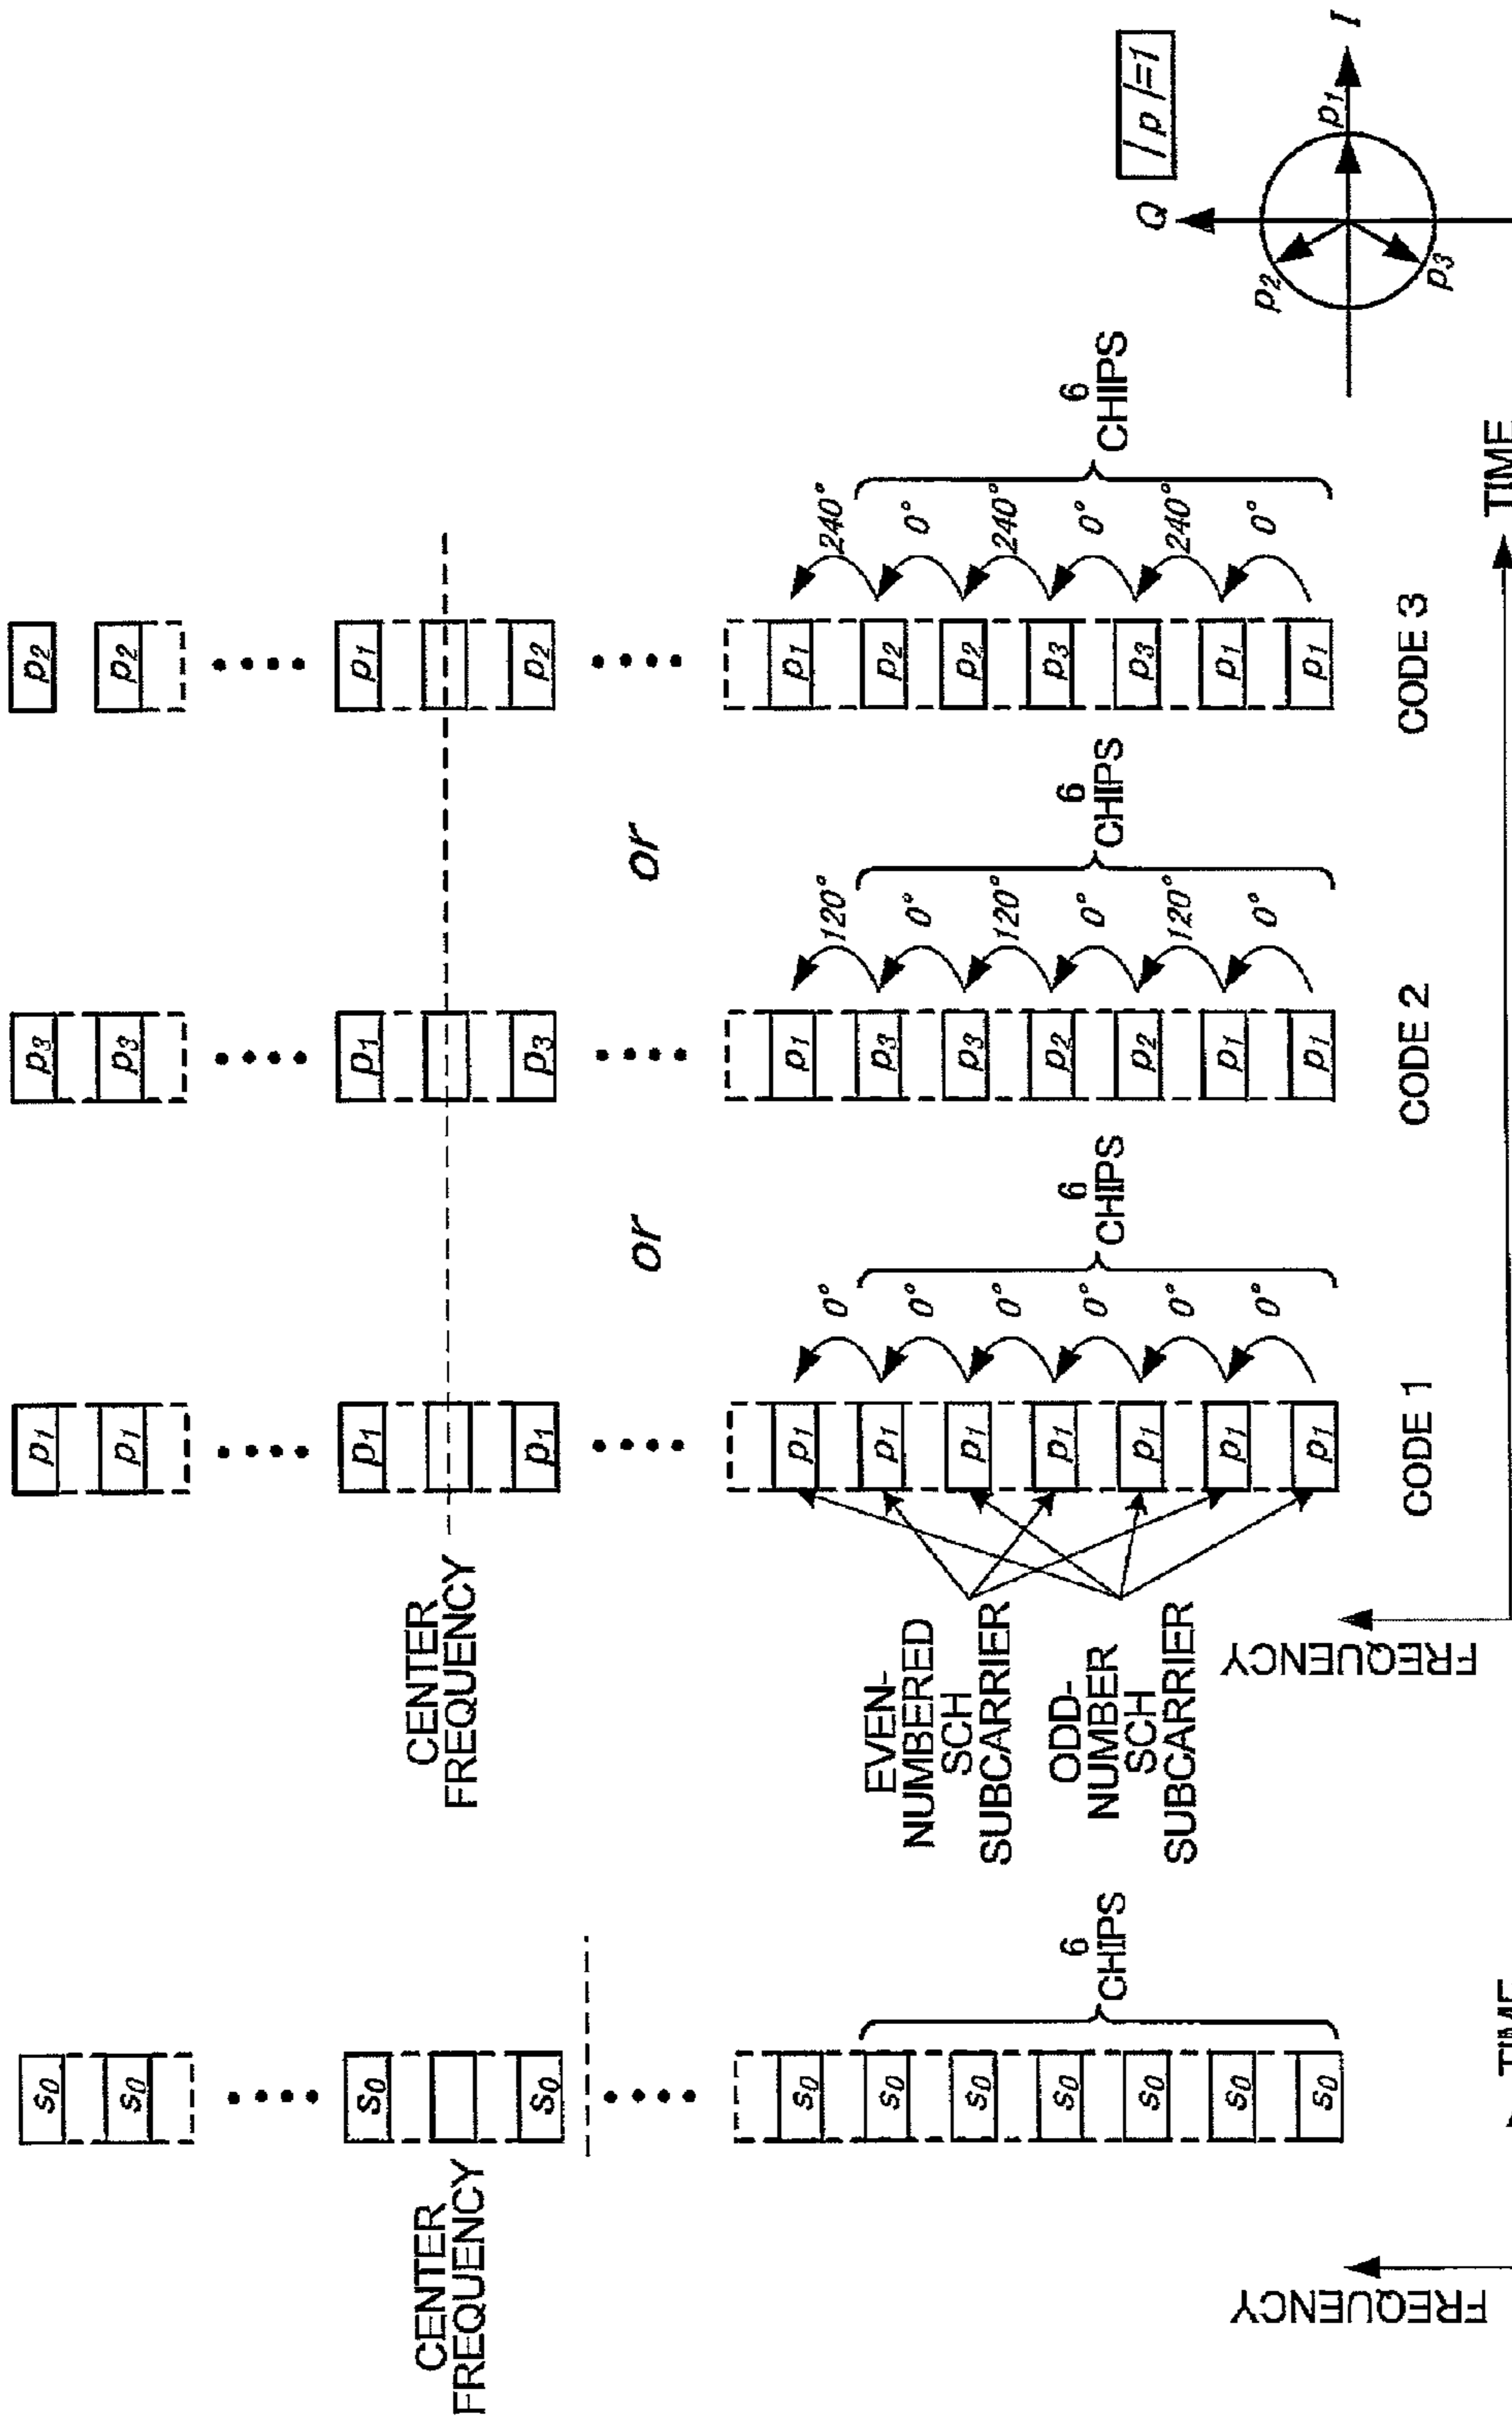 s0
s0
CENTER
FREQUENCY
s0
s0
s0
s0
s0
s0
s0
s0
s0
6
CHIPS
FREQUENCY
TIME
p1
p1
CENTER
FREQUENCY
p1
p1
EVEN-
NUMBERED
SCH
SUBCARRIER
ODD-
NUMBER
SCH
SUBCARRIER
p1
p1
p1
p1
p1
p1
p1
0°
0°
0°
0°
0°
0°
6
CHIPS
CODE 1
or
p3
p3
p1
p3
p1
p3
p3
p2
p2
p1
p1
120°
0°
120°
0°
120°
0°
6
CHIPS
CODE 2
or
p2
p2
p1
p2
p1
p2
p2
p3
p3
p1
p1
240°
0°
240°
0°
240°
0°
6
CHIPS
CODE 3
FREQUENCY
TIME
|p|=1
Q
I
p1
p2
p3